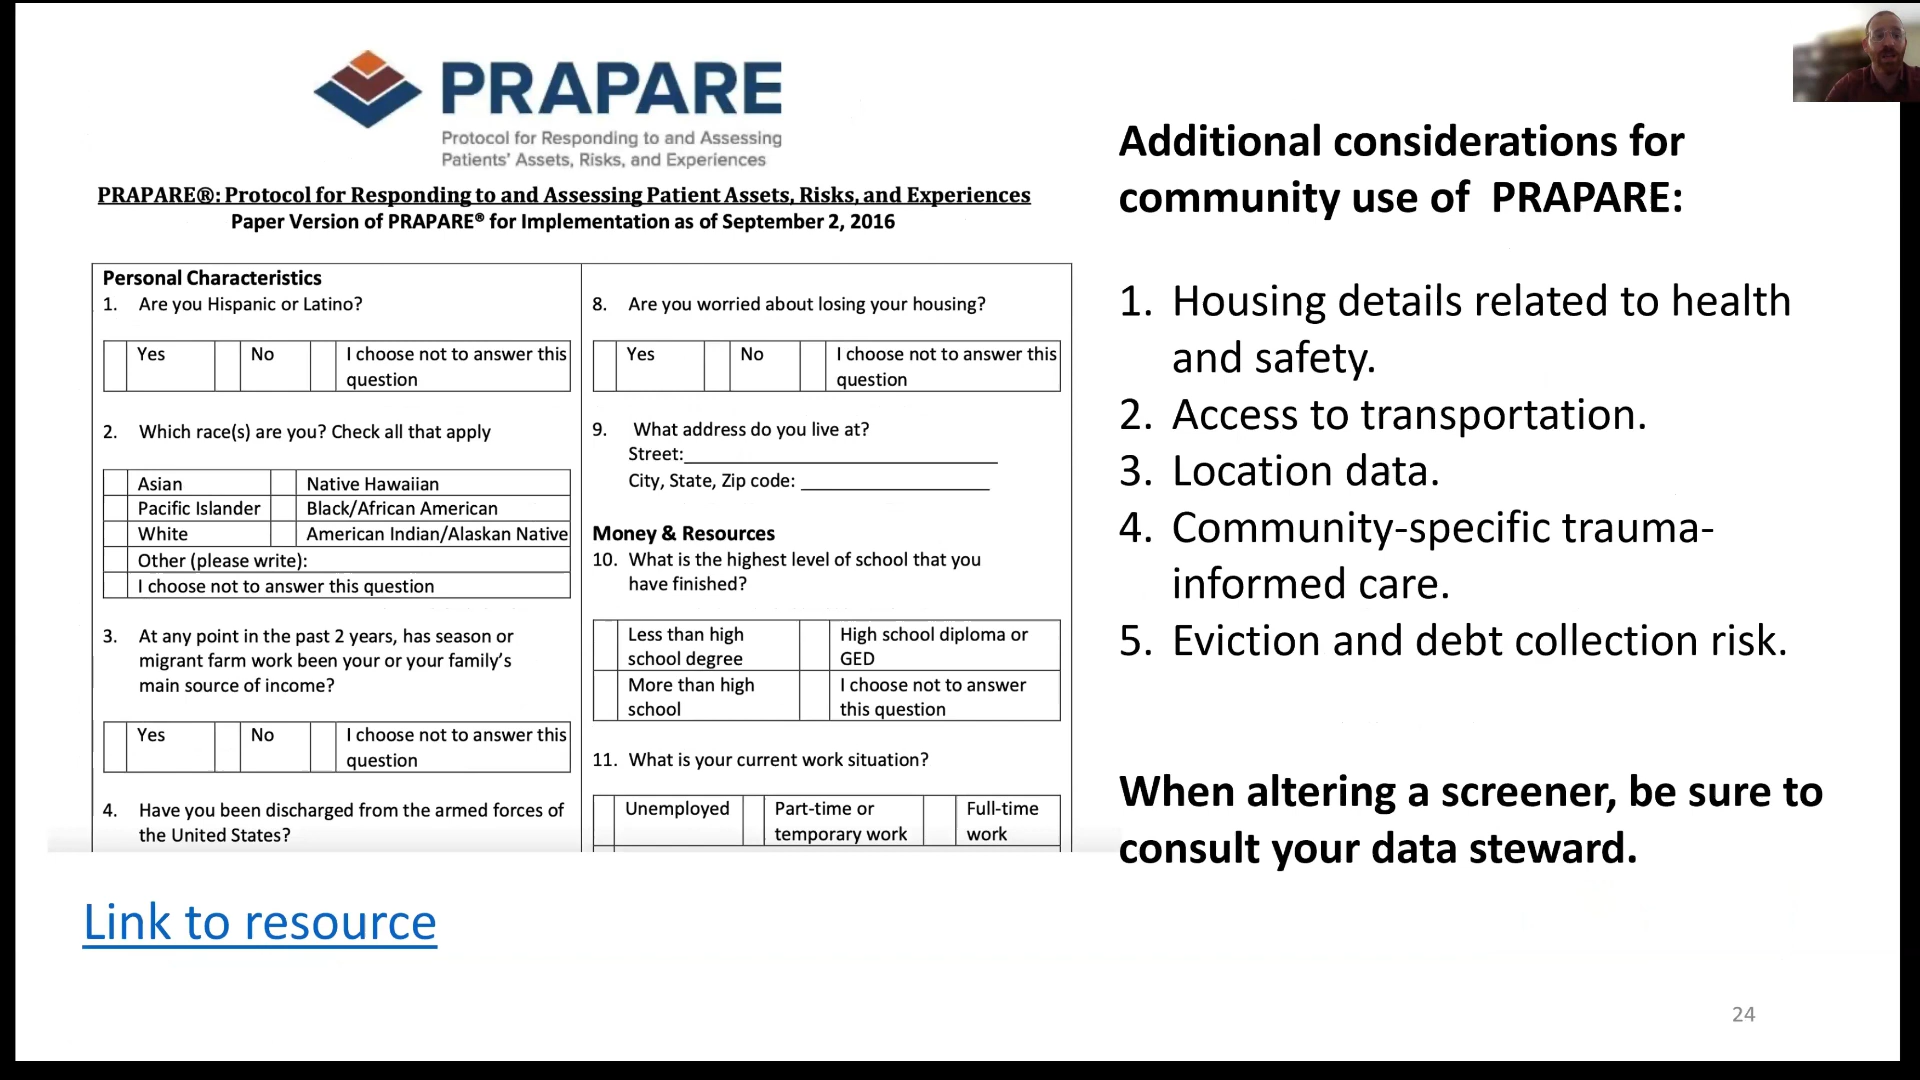 PRAPARE
Protocol for Responding to and Assessing
Patients' Assets, Risks, and Experiences
PRAPARE®: Protocol for Responding to and Assessing Patient Assets, Risks, and Experiences
Paper Version of PRAPARE® for Implementation as of September 2, 2016
Personal Characteristics
1. Are you Hispanic or Latino?
Yes No I choose not to answer this
question
2. Which race(s) are you? Check all that apply
Asian Native Hawaiian
Pacific Islander Black/African American
White American Indian/Alaskan Native
Other (please write):
I choose not to answer this question
3. At any point in the past 2 years, has season or
migrant farm work been your or your family's
main source of income?
Yes No I choose not to answer this
question
4. Have you been discharged from the armed forces of
the United States?
8. Are you worried about losing your housing?
Yes No I choose not to answer this
question
9. What address do you live at?
Street:
City, State, Zip code:
Money & Resources
10. What is the highest level of school that you
have finished?
Less than high High school diploma or
school degree GED
More than high I choose not to answer
school this question
11. What is your current work situation?
Unemployed Part-time or Full-time
temporary work work
Link to resource
Additional considerations for
community use of PRAPARE:
1. Housing details related to health
and safety.
2. Access to transportation.
3. Location data.
4. Community-specific trauma-
informed care.
5. Eviction and debt collection risk.
When altering a screener, be sure to
consult your data steward.
24